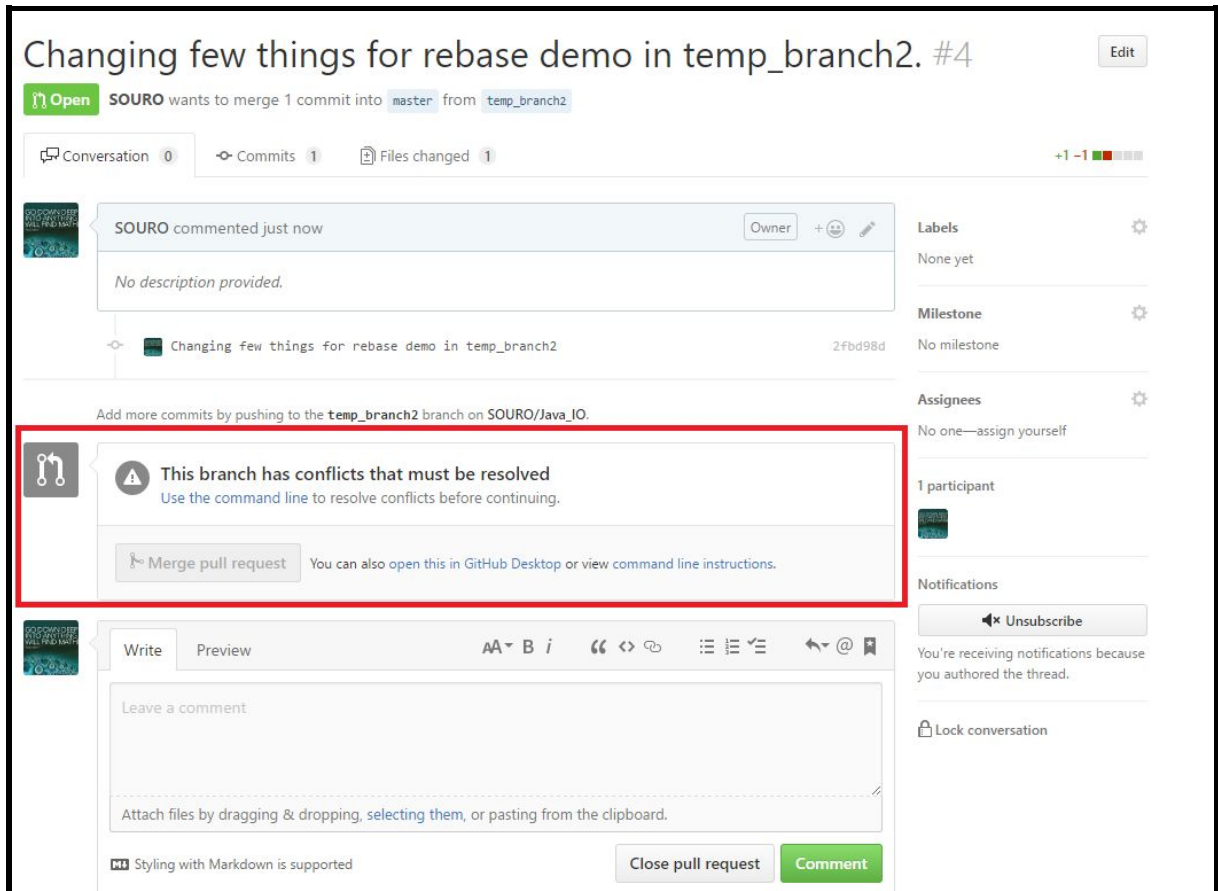 Changing few things for rebase demo in temp_branch2. #4
Edit
Open
SOURO wants to merge 1 commit into master from temp_branch2
Conversation 0
Commits 1
Files changed 1
+1 −1
SOURO commented just now
Owner
No description provided.
Changing few things for rebase demo in temp_branch2
2fbd98d
Add more commits by pushing to the temp_branch2 branch on SOURO/Java_IO.
This branch has conflicts that must be resolved
Use the command line to resolve conflicts before continuing.
Merge pull request
You can also open this in GitHub Desktop or view command line instructions.
Write
Preview
AA B i
Leave a comment
Attach files by dragging & dropping, selecting them, or pasting from the clipboard.
Styling with Markdown is supported
Close pull request
Comment
Labels
None yet
Milestone
No milestone
Assignees
No one—assign yourself
1 participant
Notifications
Unsubscribe
You're receiving notifications because
you authored the thread.
Lock conversation